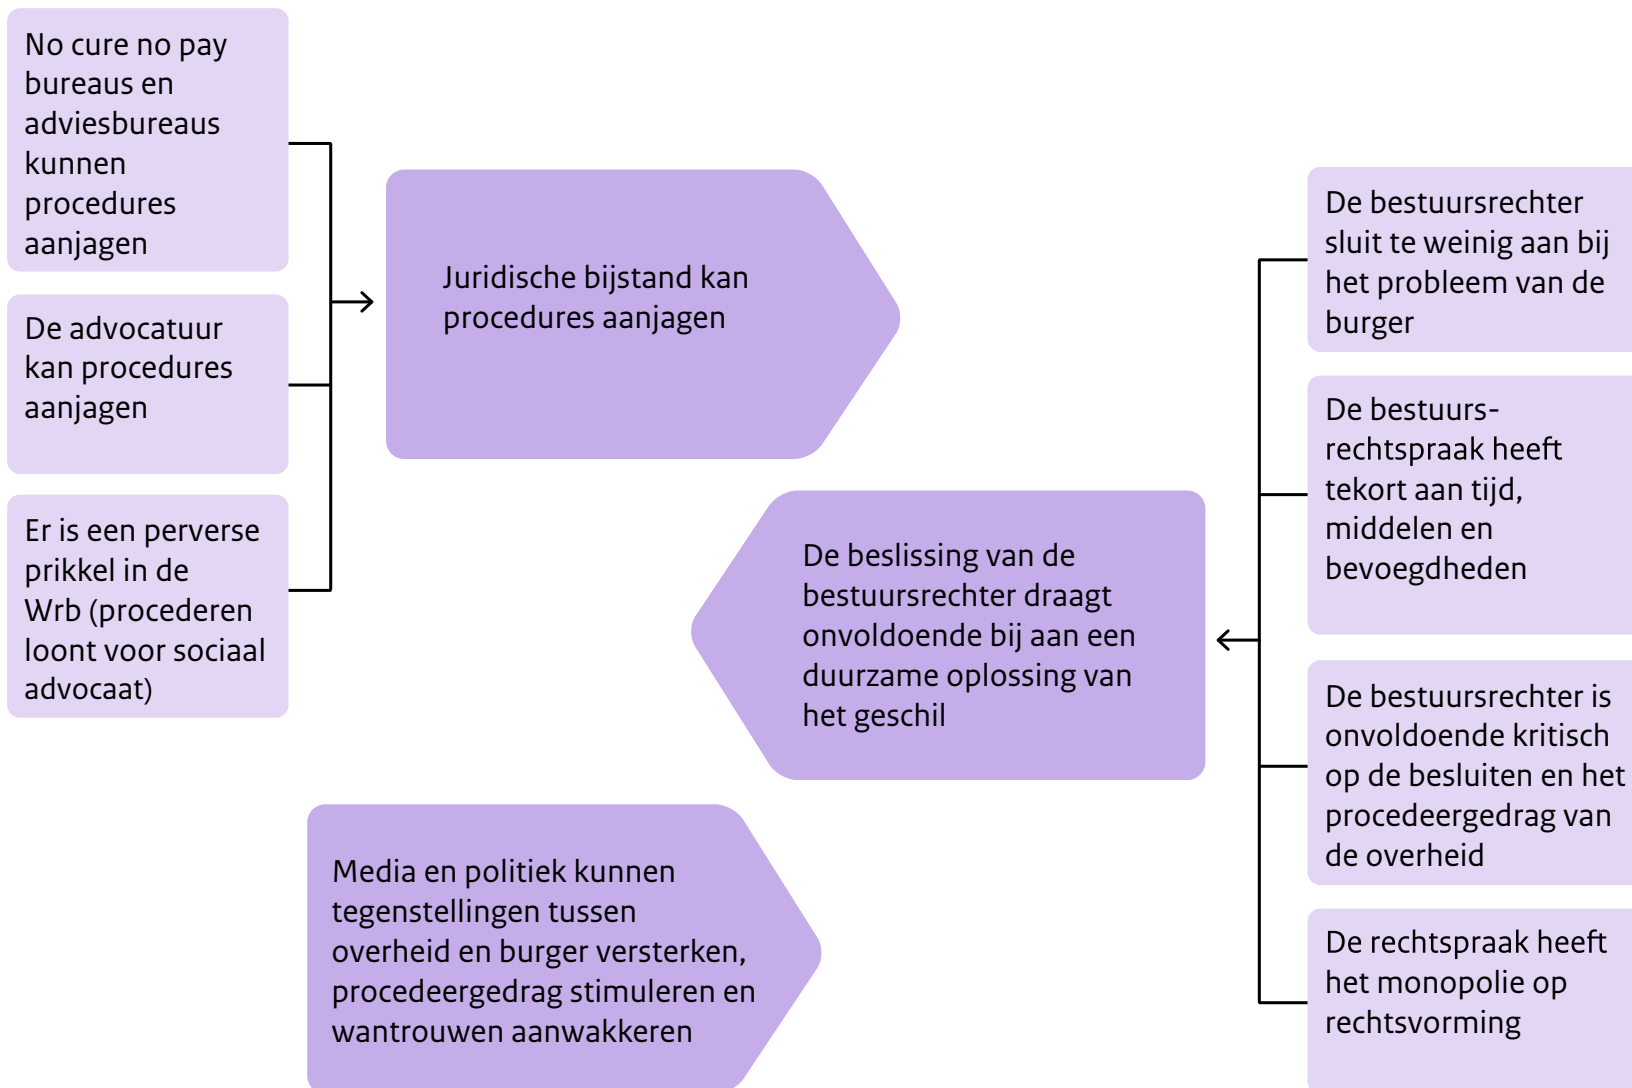 No cure no pay
bureaus en
adviesbureaus
kunnen
procedures
aanjagen
De advocatuur
kan procedures
aanjagen
Er is een perverse
prikkel in de
Wrb (procederen
loont voor sociaal
advocaat)
Juridische bijstand kan
procedures aanjagen
De beslissing van de
bestuursrechter draagt
onvoldoende bij aan een
duurzame oplossing van
het geschil
Media en politiek kunnen
tegenstellingen tussen
overheid en burger versterken,
procedeergedrag stimuleren en
wantrouwen aanwakkeren
De bestuursrechter
sluit te weinig aan bij
het probleem van de
burger
De bestuurs-
rechtspraak heeft
tekort aan tijd,
middelen en
bevoegdheden
De bestuursrechter is
onvoldoende kritisch
op de besluiten en het
procedeergedrag van
de overheid
De rechtspraak heeft
het monopolie op
rechtsvorming